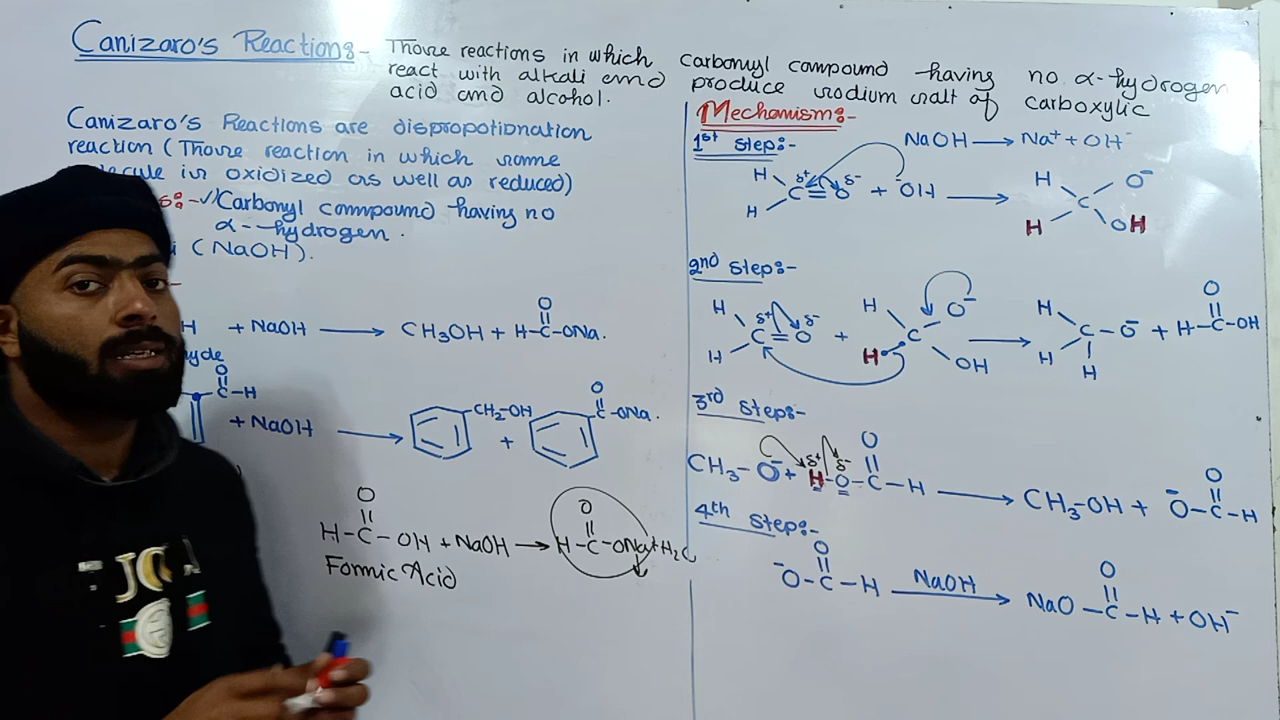 Canizaro's Reactions:- Those reactions in which carbonyl compound having no α-hydrogen
react with alkali and produce sodium salt of carboxylic
acid and alcohol.
Canizaro's Reactions are dispropotionation
reaction (Those reaction in which same
molecule is oxidized as well as reduced)
s:- ✓ Carbonyl compound having no
α--hydrogen.
i (NaOH).
H + NaOH ⟶ CH3OH + H-C-ONa.
O
hyde
O
C-H
+ NaOH ⟶ CH2-OH + C-ONa.
O
O
H-C-OH + NaOH → H-C-ONa + H2O
O
Formic Acid
Mechanism:-
1st step:- NaOH ⟶ Na+ + OH-
H
C=O + -OH ⟶ H C O-
δ+ δ-
H
H OH
2nd step:-
H
C=O + H C O- ⟶ H C-O- + H-C-OH
δ+ δ-
O
H
H OH
H H
3rd step:-
CH3-O- + H-O-C-H ⟶ CH3-OH + -O-C-H
δ+ δ- O
O
4th step:-
O
-O-C-H NaOH ⟶ NaO-C-H + OH-
O